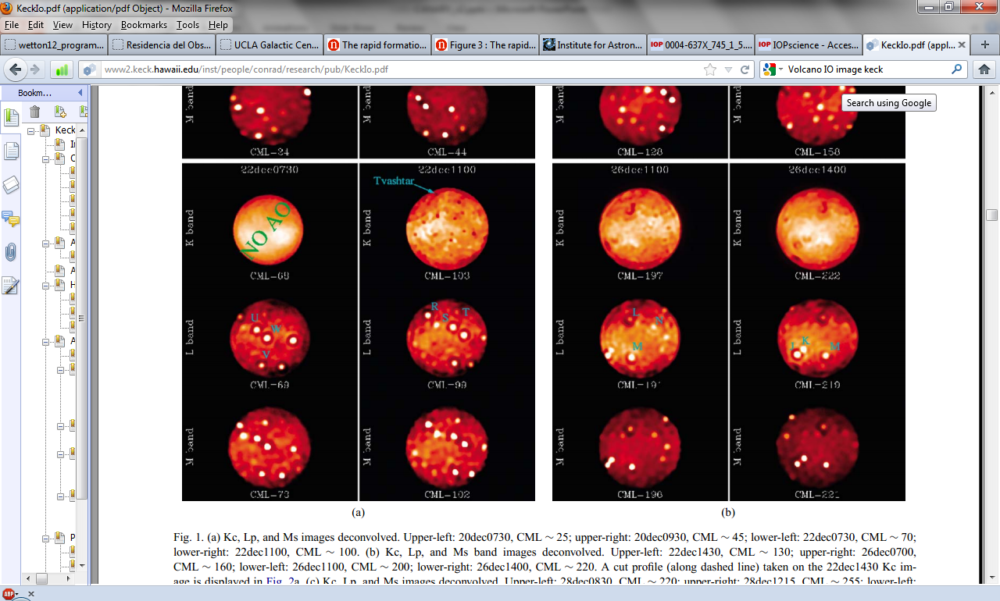 KeckIo.pdf (application/pdf Object) - Mozilla Firefox
File Edit View History Bookmarks Tools Help
wetton12_program... Residencia del Obs... UCLA Galactic Cen... The rapid formatio... Figure 3 : The rapid... Institute for Astron... IOP 0004-637X_745_1_5.... IOP IOPscience - Acces... KeckIo.pdf (appl...
www2.keck.hawaii.edu/inst/people/conrad/research/pub/KeckIo.pdf
Volcano IO image keck
Bookm...
Search using Google
Keck
M band M band M band M band
CML-24 CML-44 CML-128 CML-158
22dec0730 22dec1100 26dec1100 26dec1400
Tvashtar
K band K band K band K band
NO AO
CML-68 CML-103 CML-197 CML-222
L band L band L band L band
U W V R S T L N M K M
CML-69 CML-99 CML-191 CML-219
M band M band M band M band
CML-73 CML-102 CML-196 CML-221
(a) (b)
Fig. 1. (a) Kc, Lp, and Ms images deconvolved. Upper-left: 20dec0730, CML ∼ 25; upper-right: 20dec0930, CML ∼ 45; lower-left: 22dec0730, CML ∼ 70;
lower-right: 22dec1100, CML ∼ 100. (b) Kc, Lp, and Ms band images deconvolved. Upper-left: 22dec1430, CML ∼ 130; upper-right: 26dec0700,
CML ∼ 160; lower-left: 26dec1100, CML ∼ 200; lower-right: 26dec1400, CML ∼ 220. A cut profile (along dashed line) taken on the 22dec1430 Kc im-
age is displayed in Fig. 2a. (c) Kc, Lp, and Ms images deconvolved. Upper-left: 28dec0830, CML ∼ 220; upper-right: 28dec1215, CML ∼ 255; lower-left:
ABP